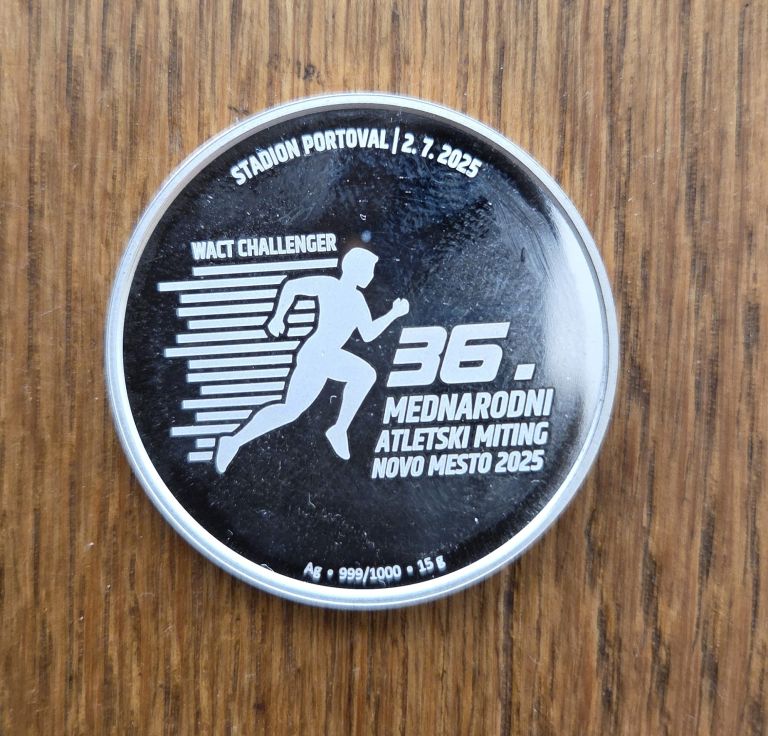 STADION PORTOVAL | 2. 7. 2025
WACT CHALLENGER
36.
MEDNARODNI
ATLETSKI MITING
NOVO MESTO 2025
Ag • 999/1000 • 15 g